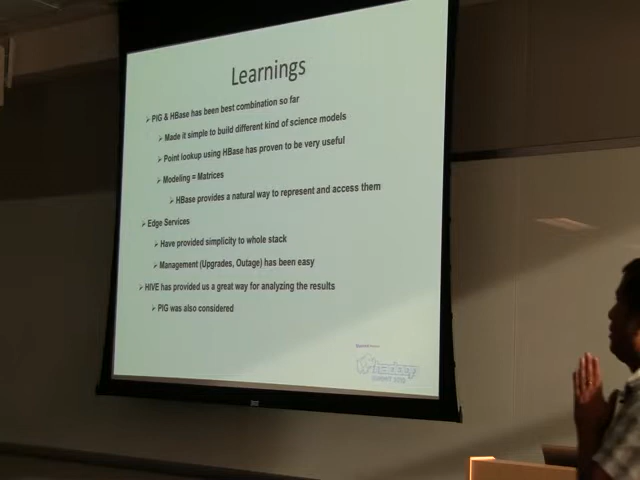 Learnings
PIG & HBase has been best combination so far
Made it simple to build different kind of science models
Point lookup using HBase has proven to be very useful
Modeling = Matrices
HBase provides a natural way to represent and access them
Edge Services
Have provided simplicity to whole stack
Management (Upgrades, Outage) has been easy
HIVE has provided us a great way for analyzing the results
PIG was also considered
hadoop